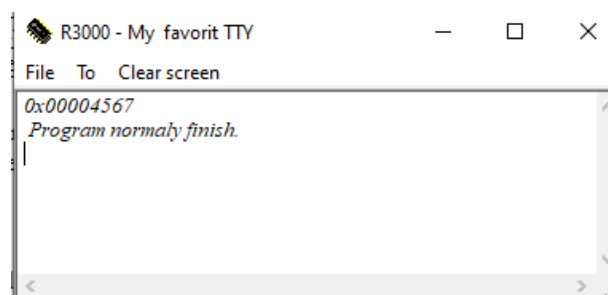 R3000 - My favorit TTY
File To Clear screen
0x00004567
Program normaly finish.